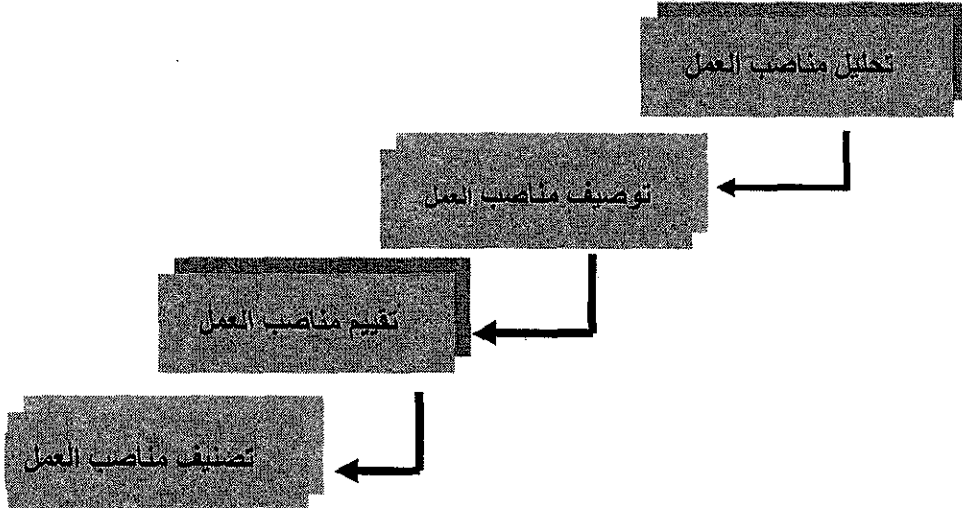 تحليل مناصب العمل
توصيف مناصب العمل
تقييم مناصب العمل
تصنيف مناصب العمل